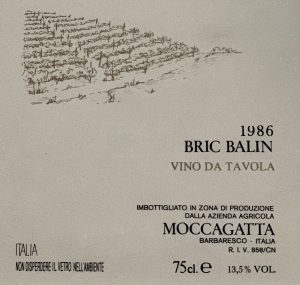 1986
BRIC BALIN
VINO DA TAVOLA
IMBOTTIGLIATO IN ZONA DI PRODUZIONE
DALLA AZIENDA AGRICOLA
MOCCAGATTA
BARBARESCO - ITALIA
R. I. V. 858/CN
ITALIA
NON DISPERDERE IL VETRO NELL'AMBIENTE
75cl. e
13,5% VOL.